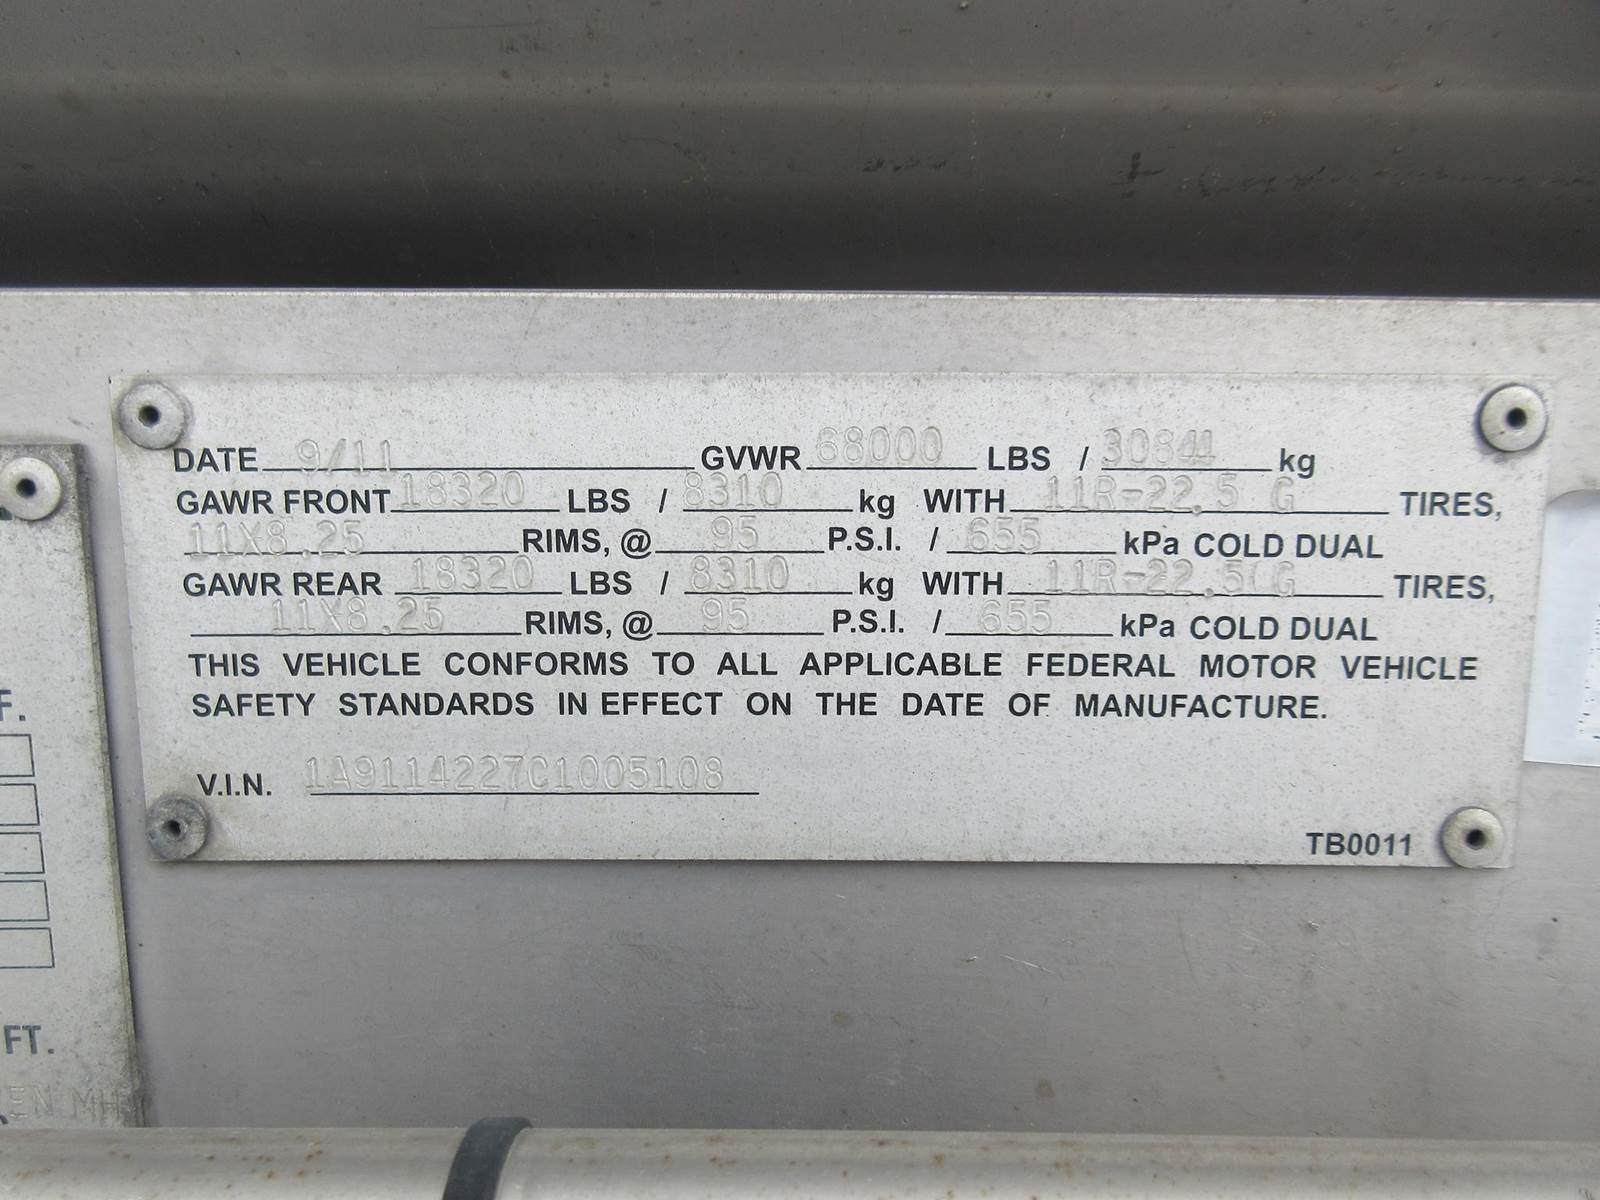 DATE 9/11 GVWR 68000 LBS / 30844 kg
GAWR FRONT 18320 LBS / 8310 kg WITH 11R-22.5 G TIRES,
11X8.25 RIMS, @ 95 P.S.I. / 655 kPa COLD DUAL
GAWR REAR 18320 LBS / 8310 kg WITH 11R-22.5 G TIRES,
11X8.25 RIMS, @ 95 P.S.I. / 655 kPa COLD DUAL
THIS VEHICLE CONFORMS TO ALL APPLICABLE FEDERAL MOTOR VEHICLE
SAFETY STANDARDS IN EFFECT ON THE DATE OF MANUFACTURE.
V.I.N. 1A9114227C1005108
TB0011
F.
FT.
EN MH